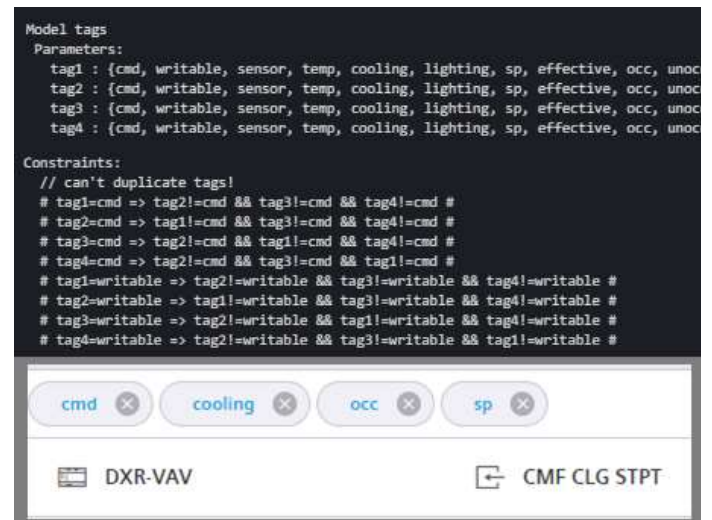 Model tags
Parameters:
tag1 : {cmd, writable, sensor, temp, cooling, lighting, sp, effective, occ, unoc
tag2 : {cmd, writable, sensor, temp, cooling, lighting, sp, effective, occ, unoc
tag3 : {cmd, writable, sensor, temp, cooling, lighting, sp, effective, occ, unoc
tag4 : {cmd, writable, sensor, temp, cooling, lighting, sp, effective, occ, unoc
Constraints:
// can't duplicate tags!
# tag1=cmd => tag2!=cmd && tag3!=cmd && tag4!=cmd #
# tag2=cmd => tag1!=cmd && tag3!=cmd && tag4!=cmd #
# tag3=cmd => tag2!=cmd && tag1!=cmd && tag4!=cmd #
# tag4=cmd => tag2!=cmd && tag3!=cmd && tag1!=cmd #
# tag1=writable => tag2!=writable && tag3!=writable && tag4!=writable #
# tag2=writable => tag1!=writable && tag3!=writable && tag4!=writable #
# tag3=writable => tag2!=writable && tag1!=writable && tag4!=writable #
# tag4=writable => tag2!=writable && tag3!=writable && tag1!=writable #
cmd cooling occ sp
DXR-VAV CMF CLG STPT